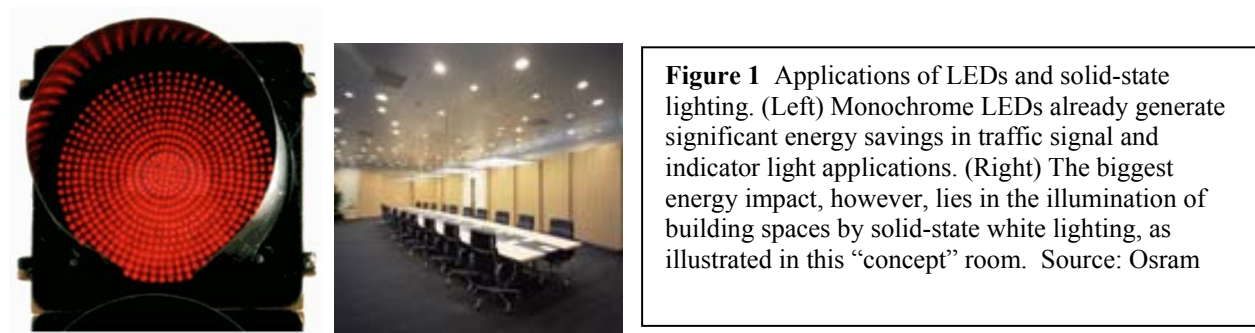 Figure 1 Applications of LEDs and solid-state
lighting. (Left) Monochrome LEDs already generate
significant energy savings in traffic signal and
indicator light applications. (Right) The biggest
energy impact, however, lies in the illumination of
building spaces by solid-state white lighting, as
illustrated in this “concept” room. Source: Osram